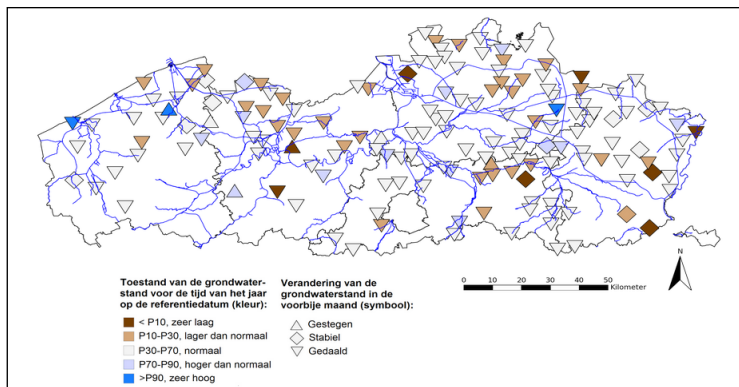 Toestand van de grondwater-
stand voor de tijd van het jaar
op de referentiedatum (kleur):
< P10, zeer laag
P10-P30, lager dan normaal
P30-P70, normaal
P70-P90, hoger dan normaal
>P90, zeer hoog
Verandering van de
grondwaterstand in de
voorbije maand (symbool):
Gestegen
Stabiel
Gedaald
0 10 20 30 40 50
Kilometer
N